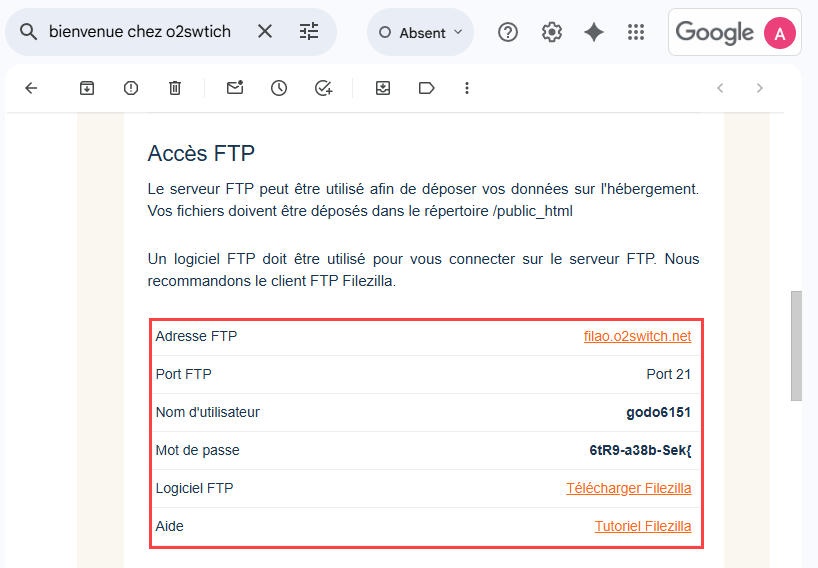 bienvenue chez o2swtich
Absent
Google
A
Accès FTP
Le serveur FTP peut être utilisé afin de déposer vos données sur l'hébergement.
Vos fichiers doivent être déposés dans le répertoire /public_html
Un logiciel FTP doit être utilisé pour vous connecter sur le serveur FTP. Nous
recommandons le client FTP Filezilla.
Adresse FTP filao.o2switch.net
Port FTP Port 21
Nom d'utilisateur godo6151
Mot de passe 6tR9-a38b-Sek{
Logiciel FTP Télécharger Filezilla
Aide Tutoriel Filezilla